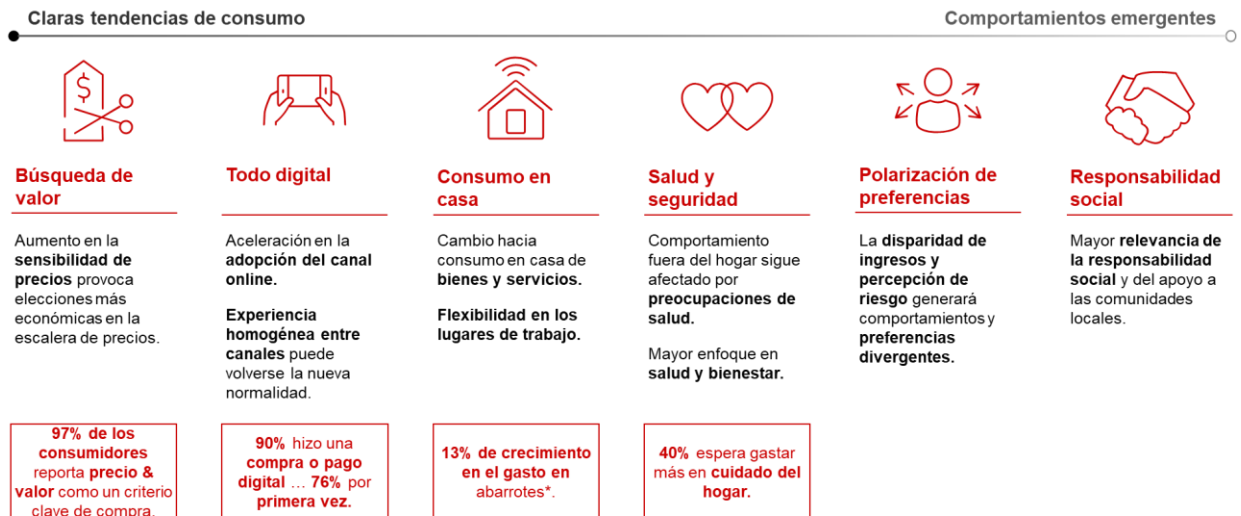 Claras tendencias de consumo
Comportamientos emergentes
$
Búsqueda de
valor
Aumento en la
sensibilidad de
precios provoca
elecciones más
económicas en la
escalera de precios.
97% de los
consumidores
reporta precio &
valor como un criterio
clave de compra.
Todo digital
Aceleración en la
adopción del canal
online.
Experiencia
homogénea entre
canales puede
volverse la nueva
normalidad.
90% hizo una
compra o pago
digital … 76% por
primera vez.
Consumo en
casa
Cambio hacia
consumo en casa de
bienes y servicios.
Flexibilidad en los
lugares de trabajo.
13% de crecimiento
en el gasto en
abarrotes*.
Salud y
seguridad
Comportamiento
fuera del hogar sigue
afectado por
preocupaciones de
salud.
Mayor enfoque en
salud y bienestar.
40% espera gastar
más en cuidado del
hogar.
Polarización de
preferencias
La disparidad de
ingresos y
percepción de
riesgo generará
comportamientos y
preferencias
divergentes.
Responsabilidad
social
Mayor relevancia de
la responsabilidad
social y del apoyo a
las comunidades
locales.